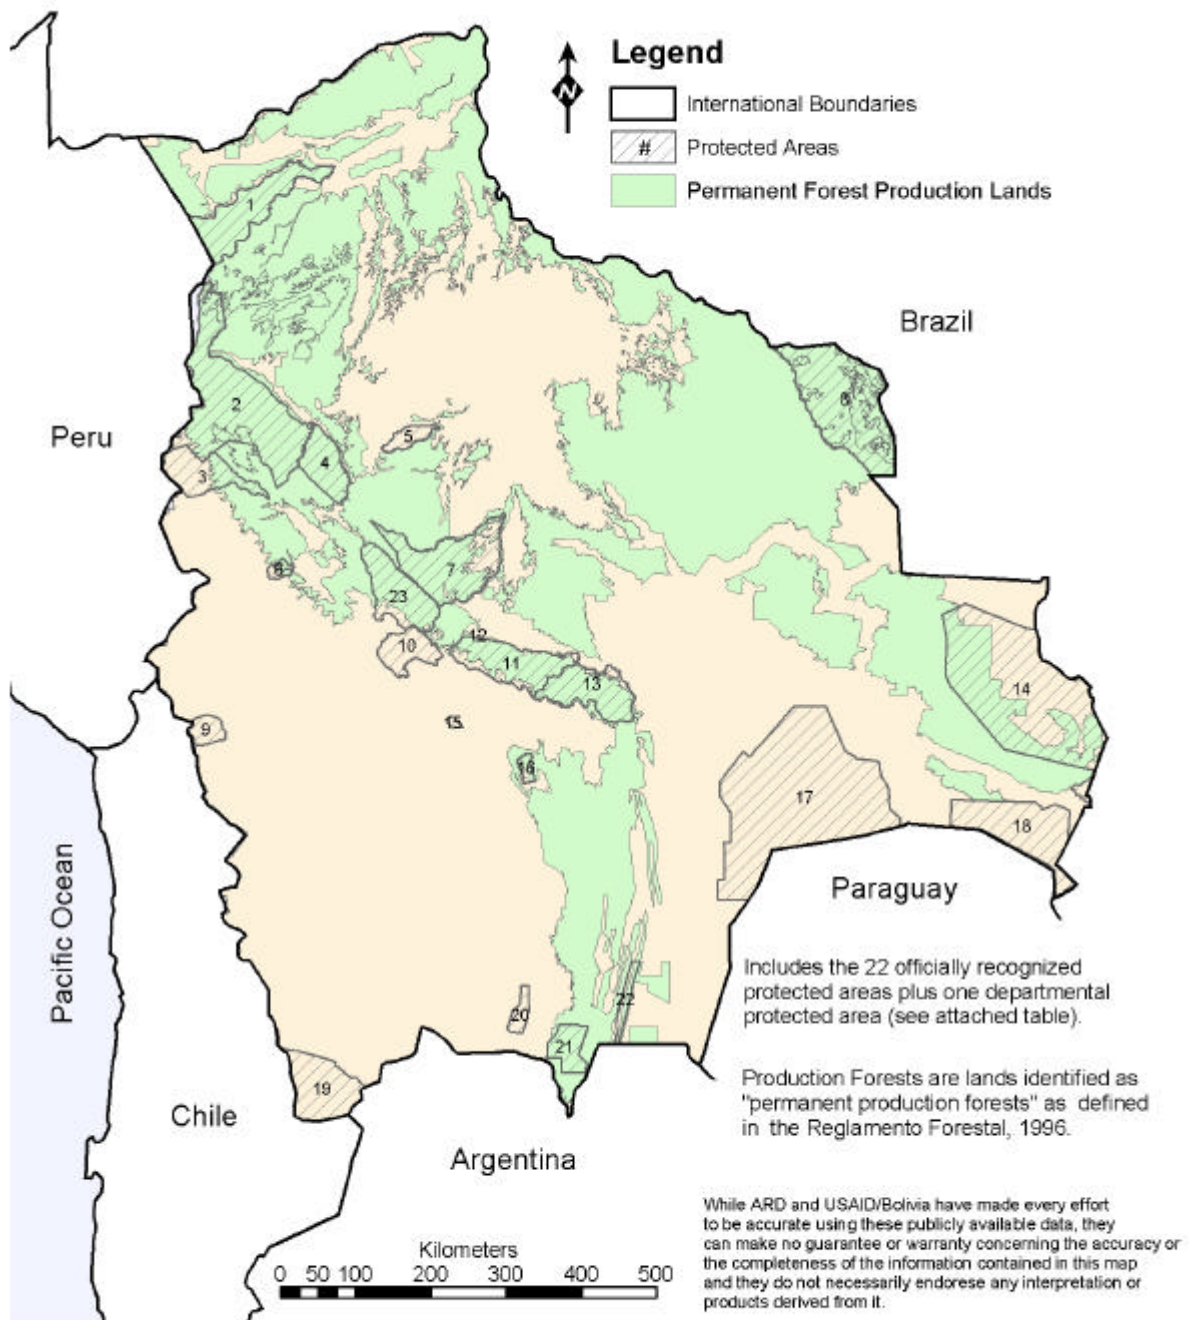 Legend
N
International Boundaries
# Protected Areas
Permanent Forest Production Lands
1
Brazil
2
8
Peru
5
4
3
6
7
23
12
10
11
13
14
9
15
16
17
18
Paraguay
Pacific Ocean
Includes the 22 officially recognized
protected areas plus one departmental
protected area (see attached table).
22
20
21
19
Production Forests are lands identified as
"permanent production forests" as defined
in the Reglamento Forestal, 1996.
Chile
Argentina
While ARD and USAID/Bolivia have made every effort
to be accurate using these publicly available data, they
can make no guarantee or warranty concerning the accuracy or
the completeness of the information contained in this map
and they do not necessarily endorese any interpretation or
products derived from it.
Kilometers
0 50 100 200 300 400 500